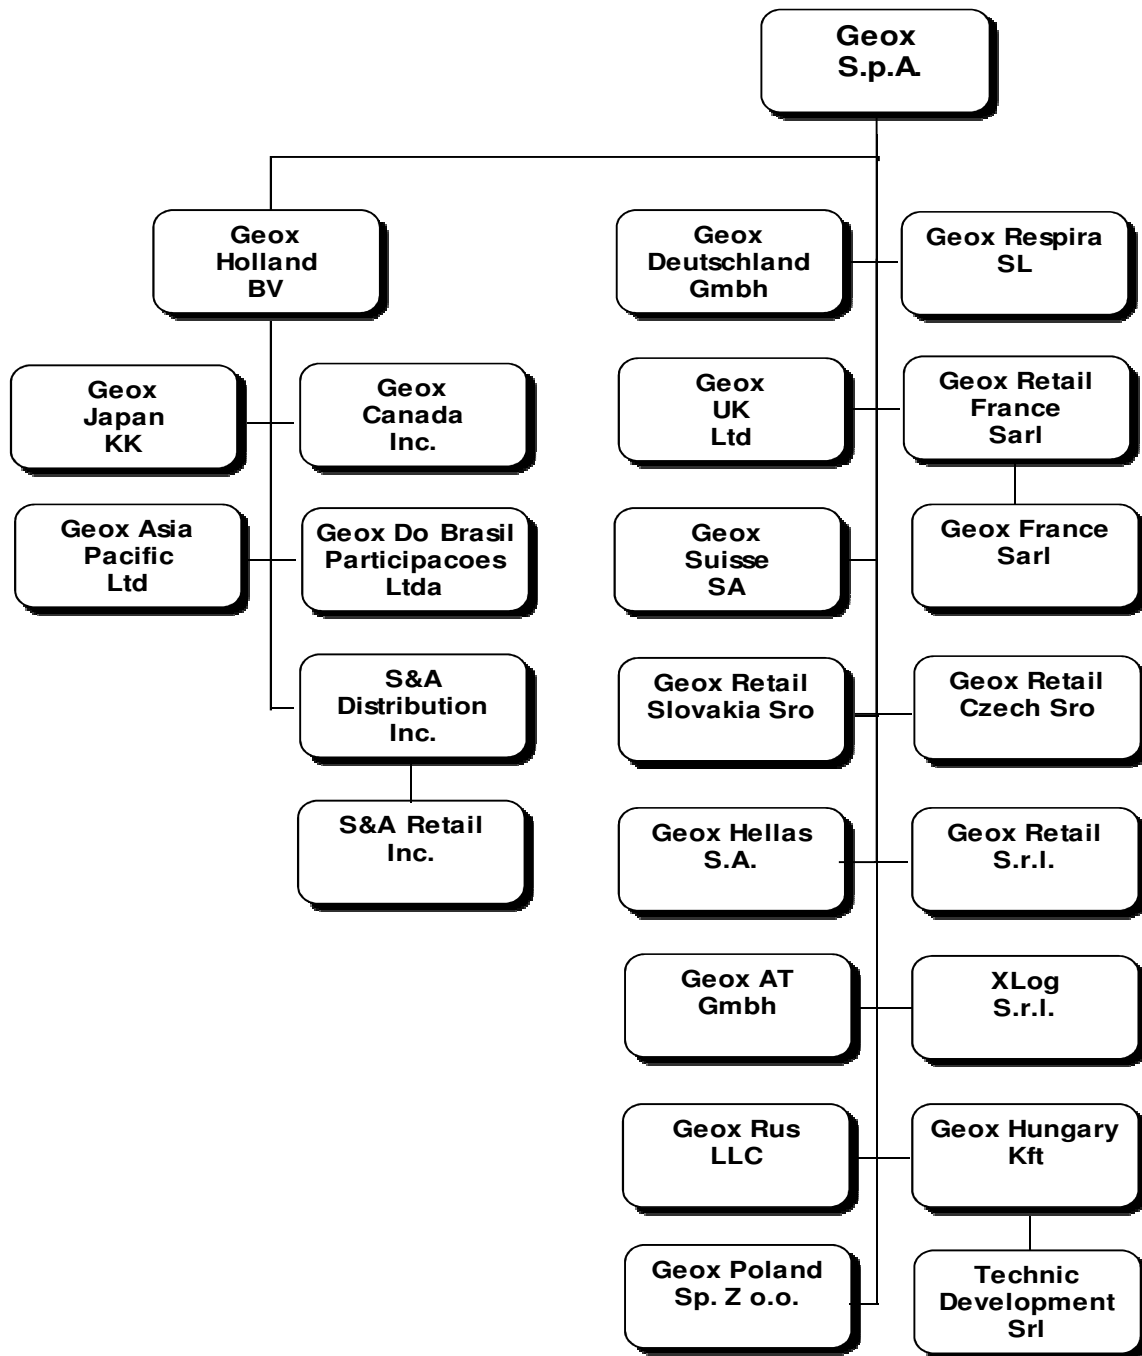 Geox
S.p.A.
Geox
Holland
BV
Geox
Deutschland
Gmbh
Geox Respira
SL
Geox
Japan
KK
Geox
Canada
Inc.
Geox
UK
Ltd
Geox Retail
France
Sarl
Geox Asia
Pacific
Ltd
Geox Do Brasil
Participacoes
Ltda
Geox
Suisse
SA
Geox France
Sarl
S&A
Distribution
Inc.
Geox Retail
Slovakia Sro
Geox Retail
Czech Sro
S&A Retail
Inc.
Geox Hellas
S.A.
Geox Retail
S.r.l.
Geox AT
Gmbh
XLog
S.r.l.
Geox Rus
LLC
Geox Hungary
Kft
Geox Poland
Sp. Z o.o.
Technic
Development
Srl